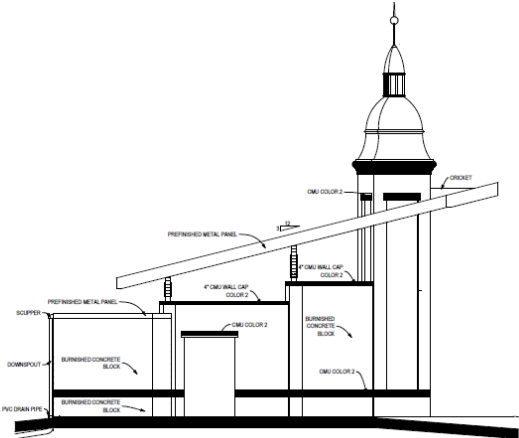 CRICKET
CMU COLOR 2
12
3
PREFINISHED METAL PANEL
4" CMU WALL CAP
COLOR 2
4" CMU WALL CAP
COLOR 2
PREFINISHED METAL PANEL
SCUPPER
BURNISHED
CONCRETE
BLOCK
CMU COLOR 2
DOWNSPOUT
BURNISHED CONCRETE
BLOCK
CMU COLOR 2
BURNISHED CONCRETE
BLOCK
PVC DRAIN PIPE